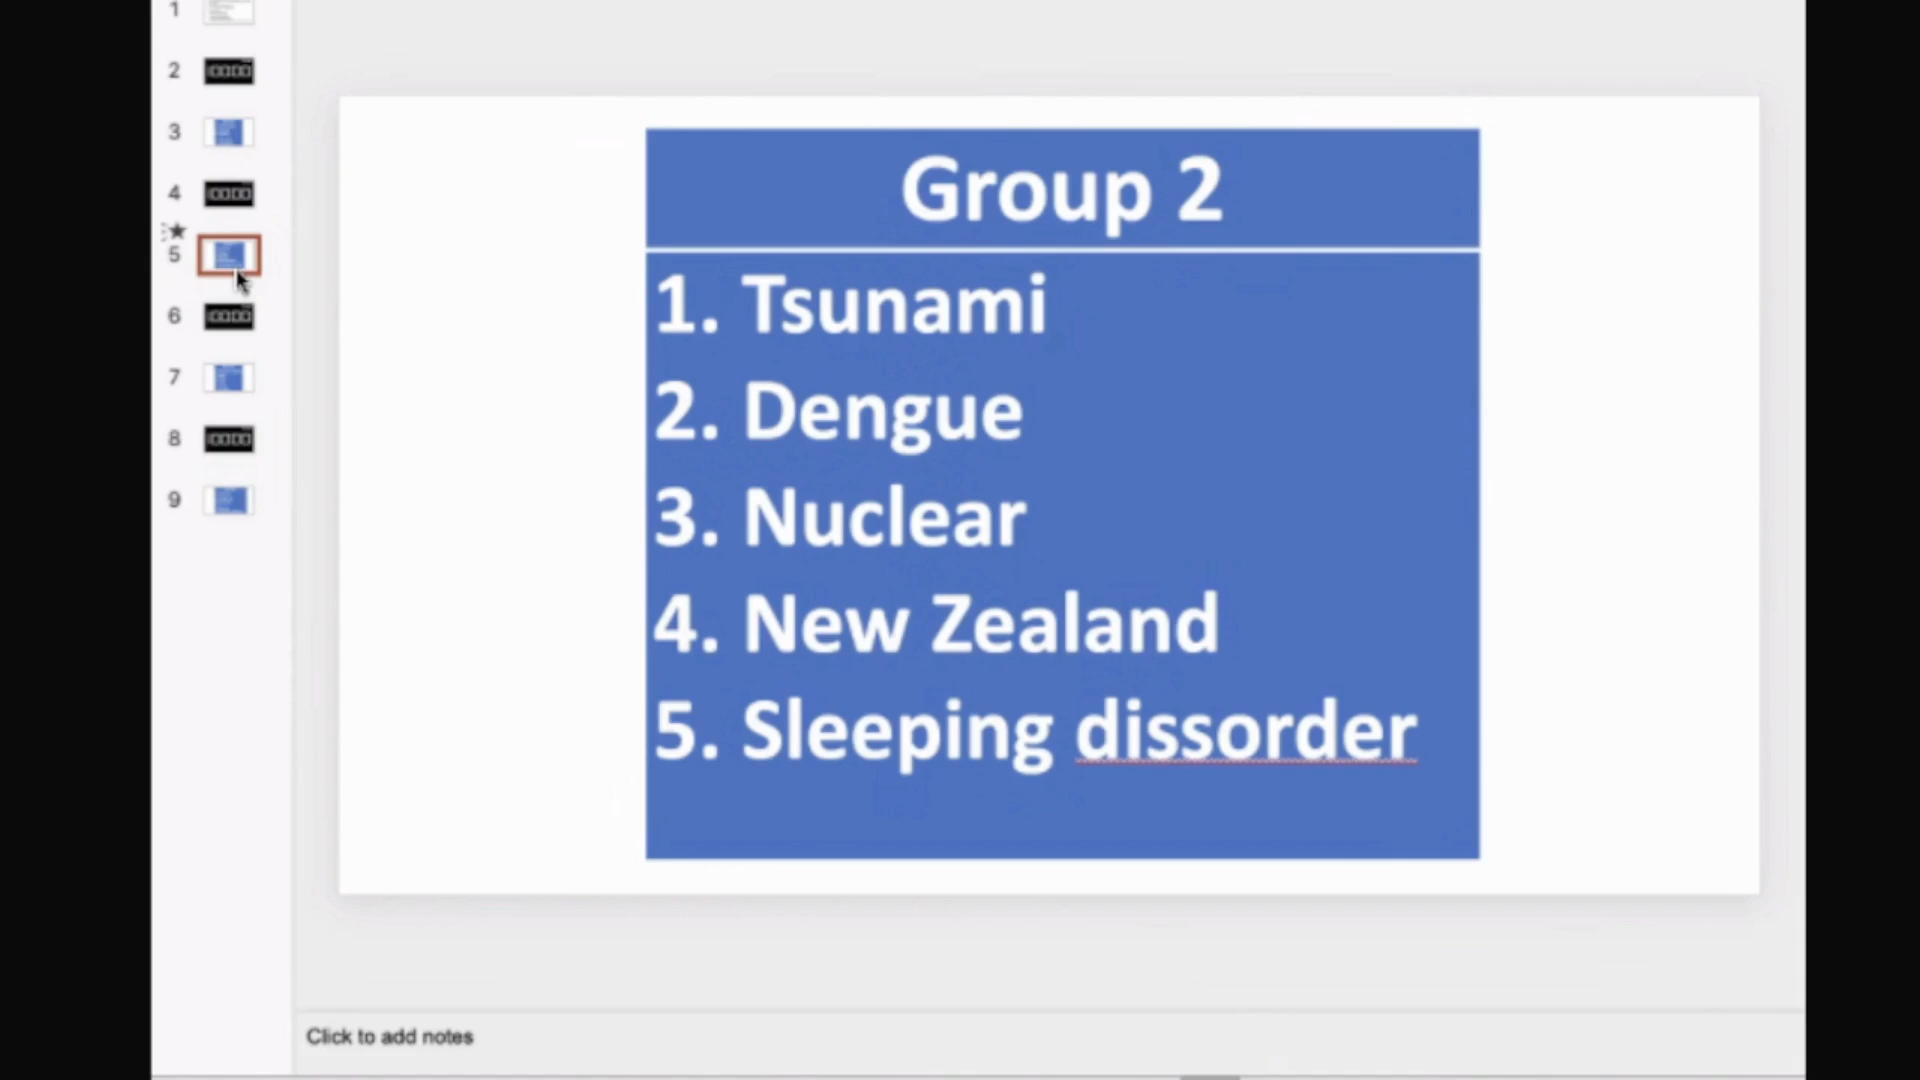 1
2
3
4
5
6
7
8
9
Group 2
1. Tsunami
2. Dengue
3. Nuclear
4. New Zealand
5. Sleeping dissorder
Click to add notes